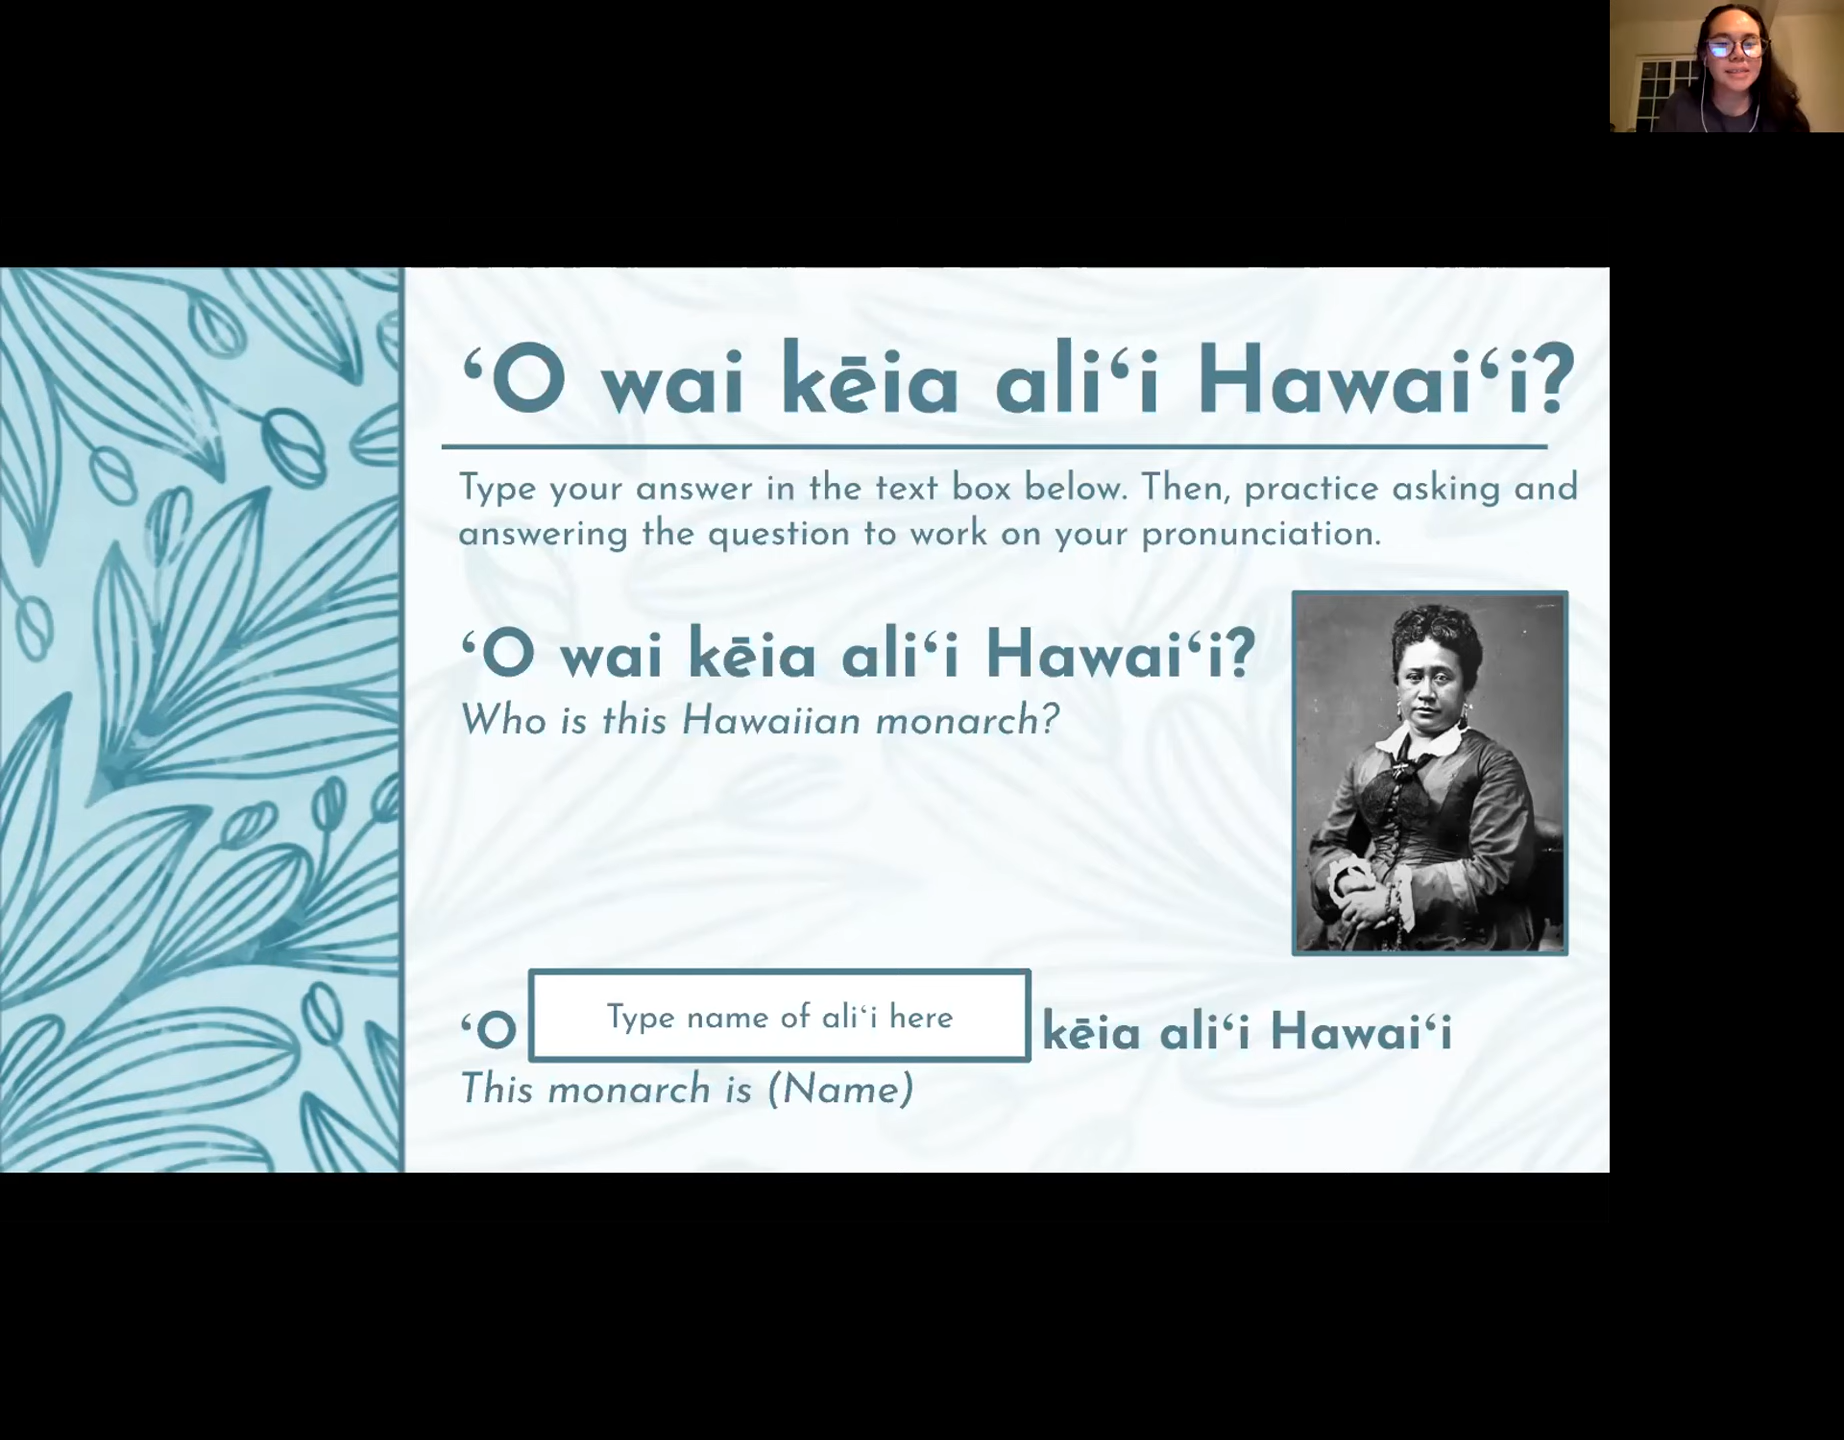 ʻO wai kēia aliʻi Hawaiʻi?
Type your answer in the text box below. Then, practice asking and
answering the question to work on your pronunciation.
ʻO wai kēia aliʻi Hawaiʻi?
Who is this Hawaiian monarch?
ʻO Type name of aliʻi here kēia aliʻi Hawaiʻi
This monarch is (Name)